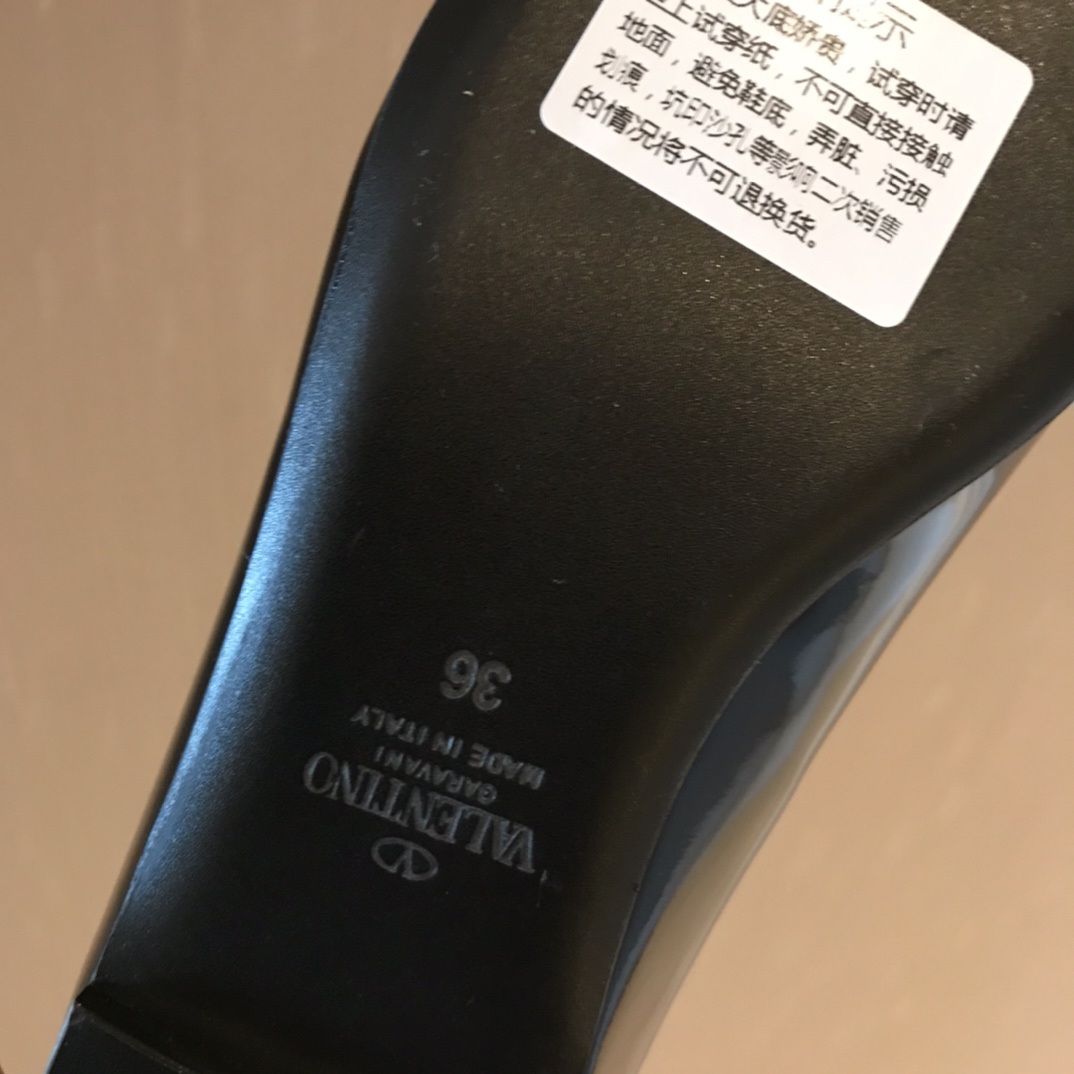 大底娇贵，试穿时请
上试穿纸，不可直接接触
地面，避免鞋底，弄脏、污损
划痕，坑印沙孔等影响二次销售
的情况将不可退换货。
VALENTINO
GARAVANI
MADE IN ITALY
36